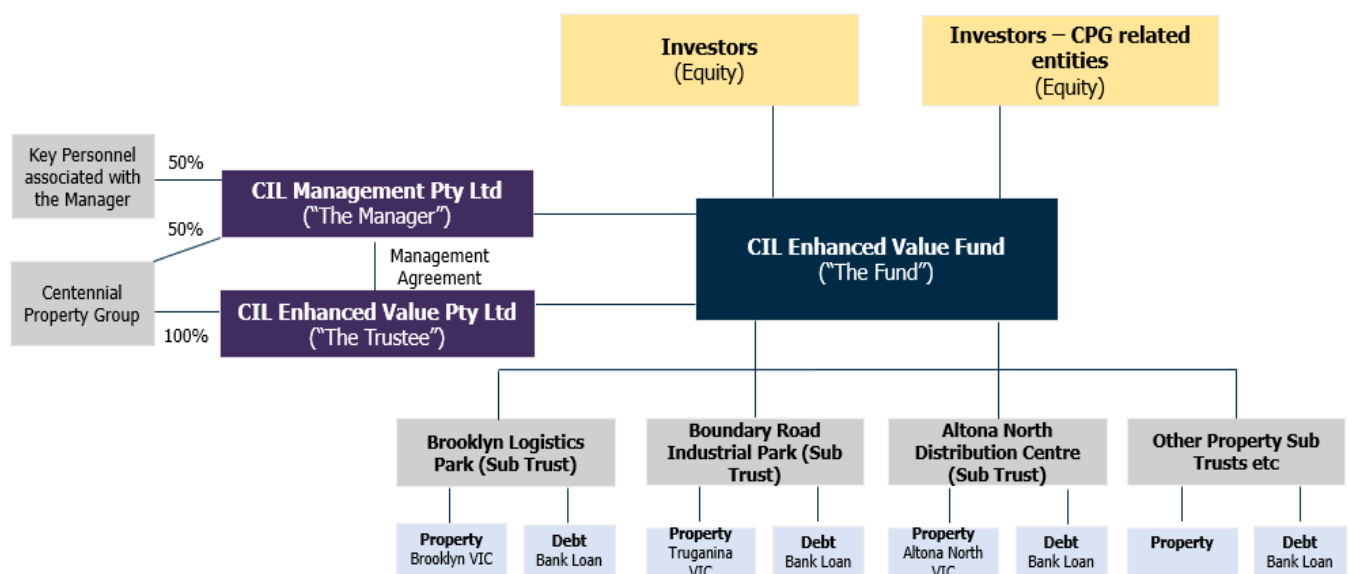 Investors
(Equity)
Investors – CPG related
entities
(Equity)
Key Personnel
associated with
the Manager
50%
CIL Management Pty Ltd
("The Manager")
50%
Management
Agreement
CIL Enhanced Value Fund
("The Fund")
Centennial
Property Group
100%
CIL Enhanced Value Pty Ltd
("The Trustee")
Brooklyn Logistics
Park (Sub Trust)
Boundary Road
Industrial Park (Sub
Trust)
Altona North
Distribution Centre
(Sub Trust)
Other Property Sub
Trusts etc
Property
Brooklyn VIC
Debt
Bank Loan
Property
Truganina
VIC
Debt
Bank Loan
Property
Altona North
VIC
Debt
Bank Loan
Property
Debt
Bank Loan